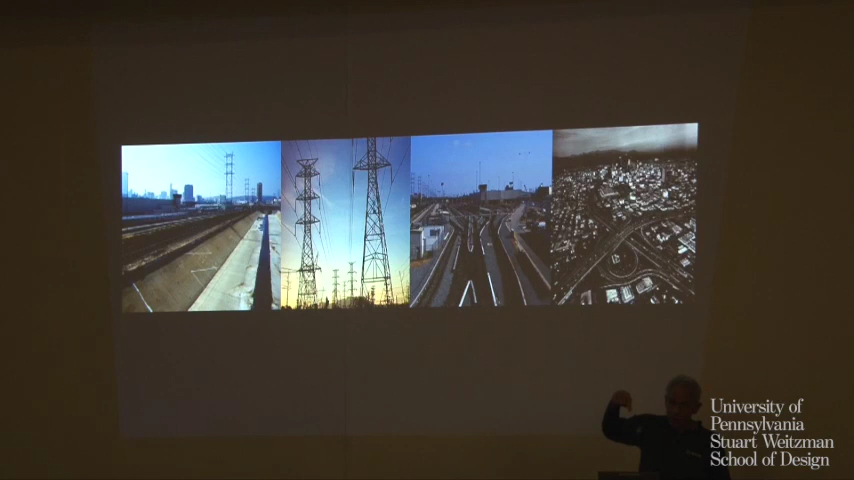 University of
Pennsylvania
Stuart Weitzman
School of Design